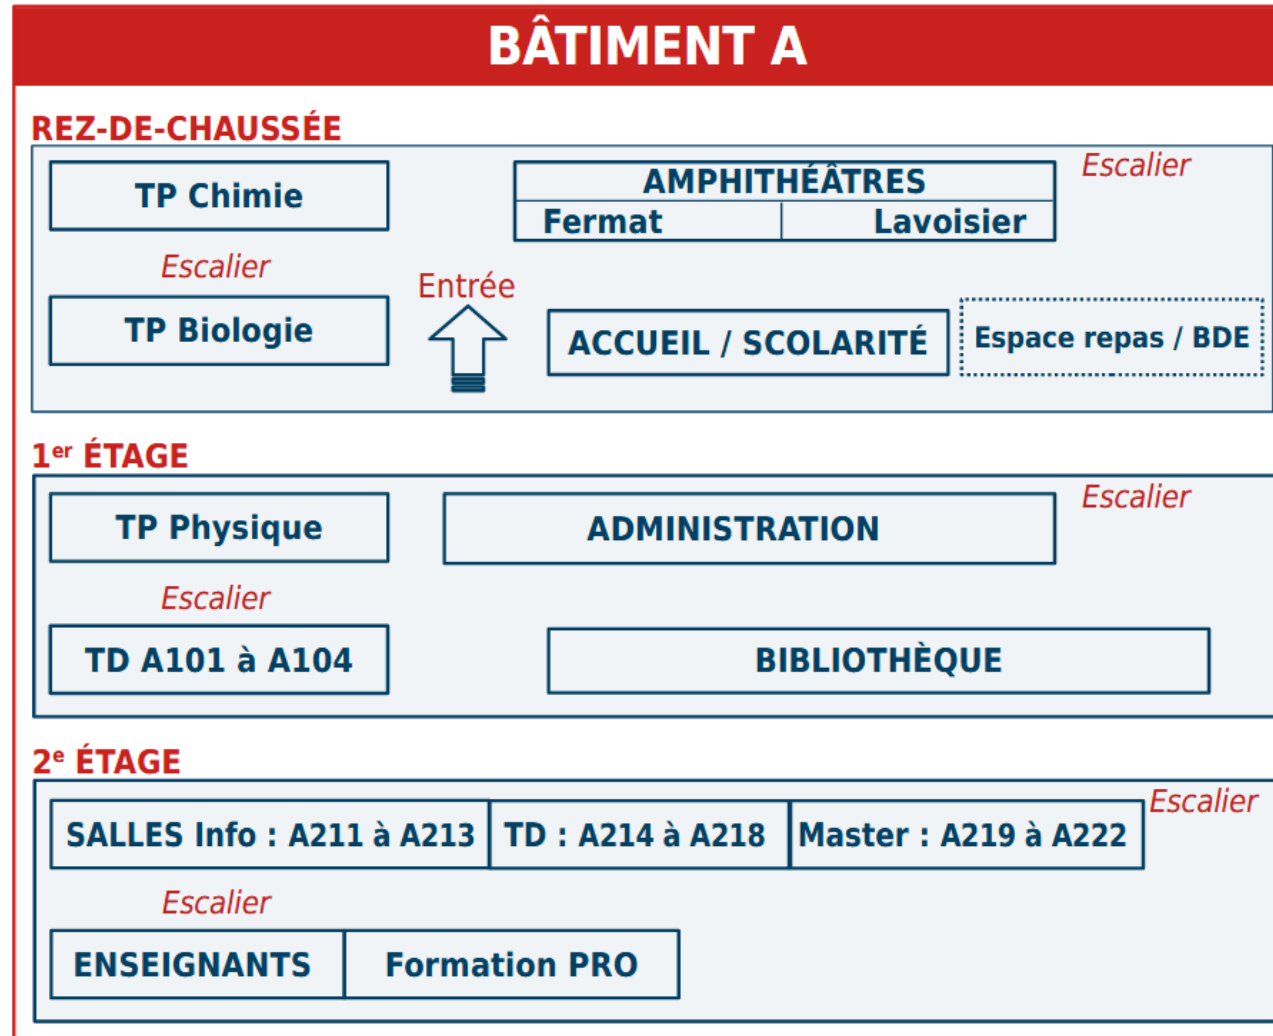 BÂTIMENT A
REZ-DE-CHAUSSÉE
TP Chimie
AMPHITHÉÂTRES
Escalier
Fermat Lavoisier
Escalier
Entrée
TP Biologie
ACCUEIL / SCOLARITÉ
Espace repas / BDE
1er ÉTAGE
TP Physique
ADMINISTRATION
Escalier
Escalier
TD A101 à A104
BIBLIOTHÈQUE
2e ÉTAGE
SALLES Info : A211 à A213
TD : A214 à A218
Master : A219 à A222
Escalier
Escalier
ENSEIGNANTS
Formation PRO